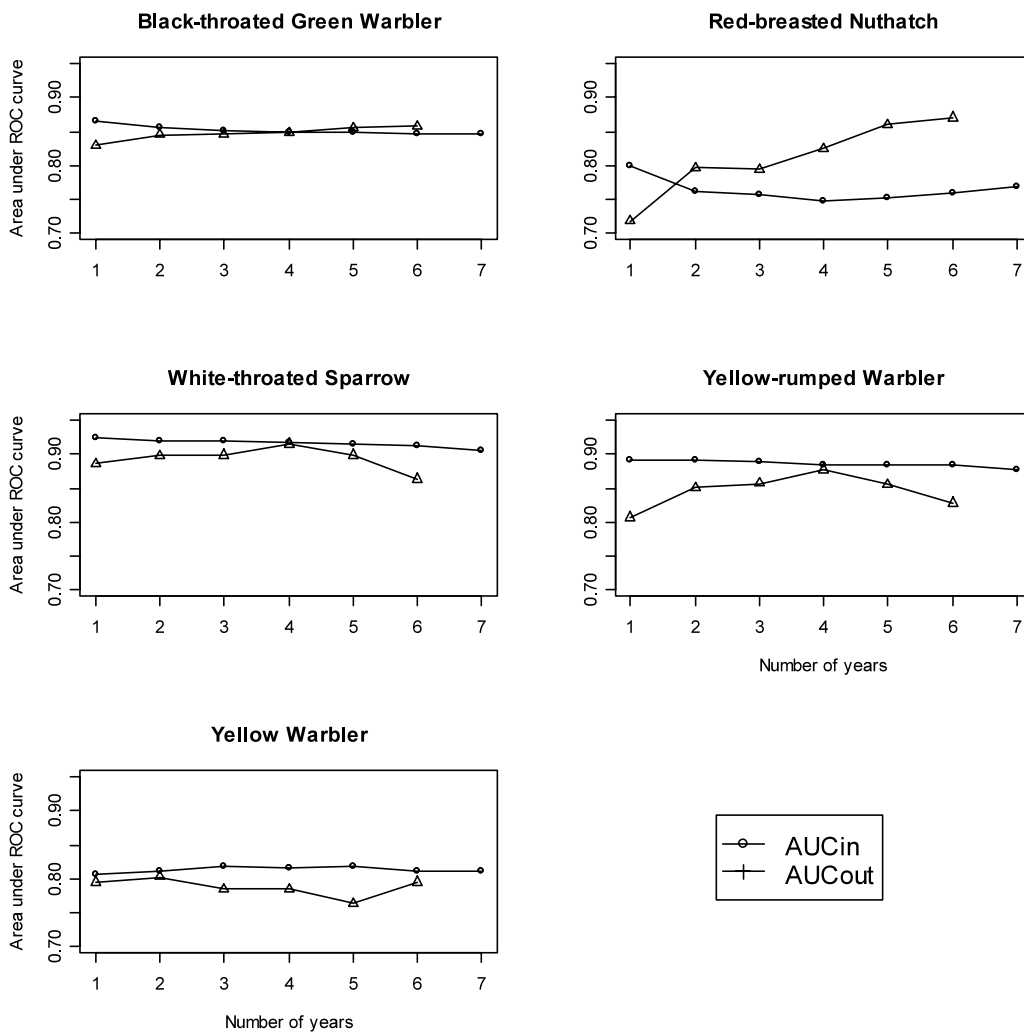 Black-throated Green Warbler
Area under ROC curve
0.90
0.80
0.70
1 2 3 4 5 6 7
Red-breasted Nuthatch
0.90
0.80
0.70
1 2 3 4 5 6 7
White-throated Sparrow
Area under ROC curve
0.90
0.80
0.70
1 2 3 4 5 6 7
Yellow-rumped Warbler
0.90
0.80
0.70
1 2 3 4 5 6 7
Number of years
Yellow Warbler
Area under ROC curve
0.90
0.80
0.70
1 2 3 4 5 6 7
Number of years
AUCin
AUCout